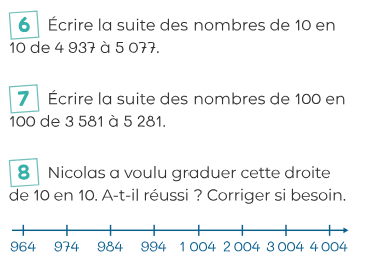 6 Écrire la suite des nombres de 10 en
10 de 4 937 à 5 077.
7 Écrire la suite des nombres de 100 en
100 de 3 581 à 5 281.
8 Nicolas a voulu graduer cette droite
de 10 en 10. A-t-il réussi ? Corriger si besoin.
964 974 984 994 1 004 2 004 3 004 4 004